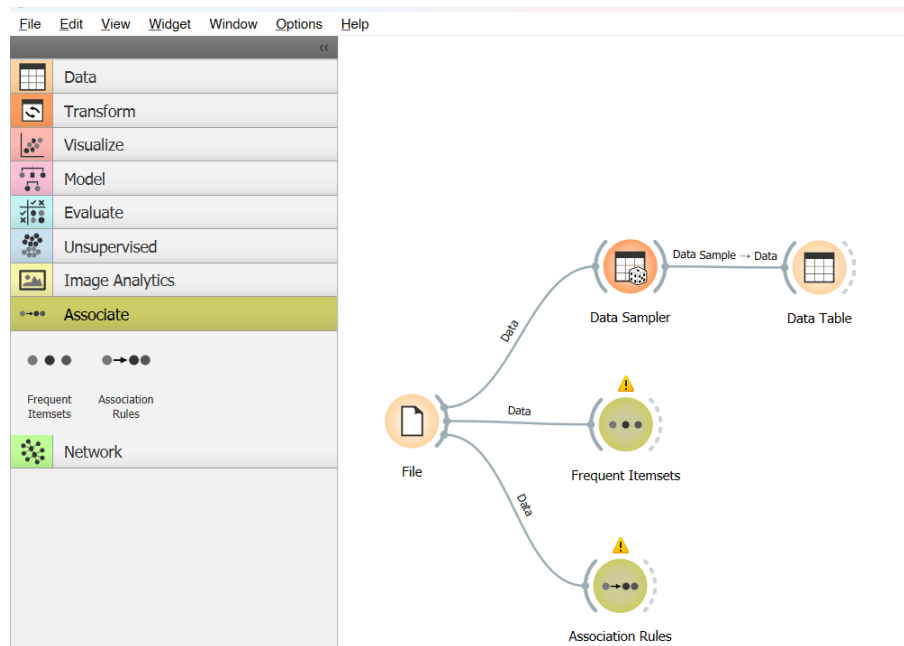 File Edit View Widget Window Options Help
Data
Transform
Visualize
Model
Evaluate
Unsupervised
Image Analytics
Associate
Frequent
Itemsets
Association
Rules
Network
Data
Data Sample → Data
Data Sampler
Data Table
Data
File
Frequent Itemsets
Data
Association Rules